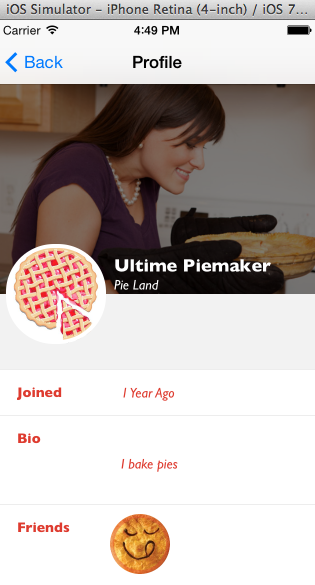 iOS Simulator - iPhone Retina (4-inch) / iOS 7...
Carrier 4:49 PM
Back Profile
Ultime Piemaker
Pie Land
Joined 1 Year Ago
Bio
I bake pies
Friends